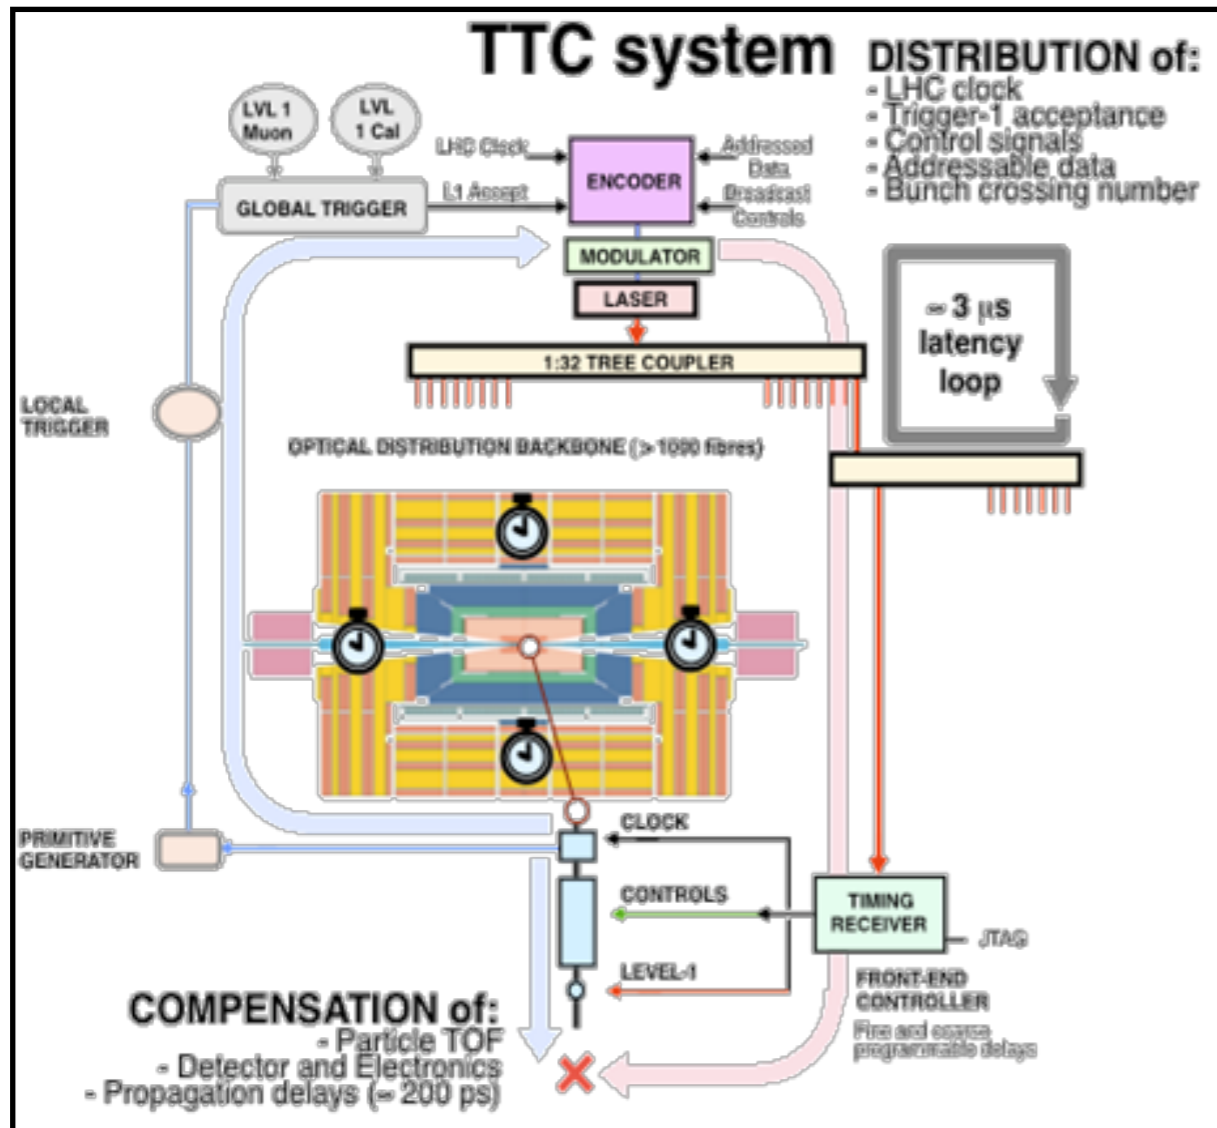 TTC system
DISTRIBUTION of:
- LHC clock
- Trigger-1 acceptance
- Control signals
- Addressable data
- Bunch crossing number
LVL 1
Muon
LVL
1 Cal
GLOBAL TRIGGER
LHC Clock
L1 Accept
ENCODER
Addressed
Data
Broadcast
Controls
MODULATOR
LASER
1:32 TREE COUPLER
~ 3 µs
latency
loop
LOCAL
TRIGGER
OPTICAL DISTRIBUTION BACKBONE (> 1000 fibres)
PRIMITIVE
GENERATOR
CLOCK
CONTROLS
LEVEL-1
TIMING
RECEIVER
JTAG
FRONT-END
CONTROLLER
Fine and coarse
programmable delays
COMPENSATION of:
- Particle TOF
- Detector and Electronics
- Propagation delays (~ 200 ps)